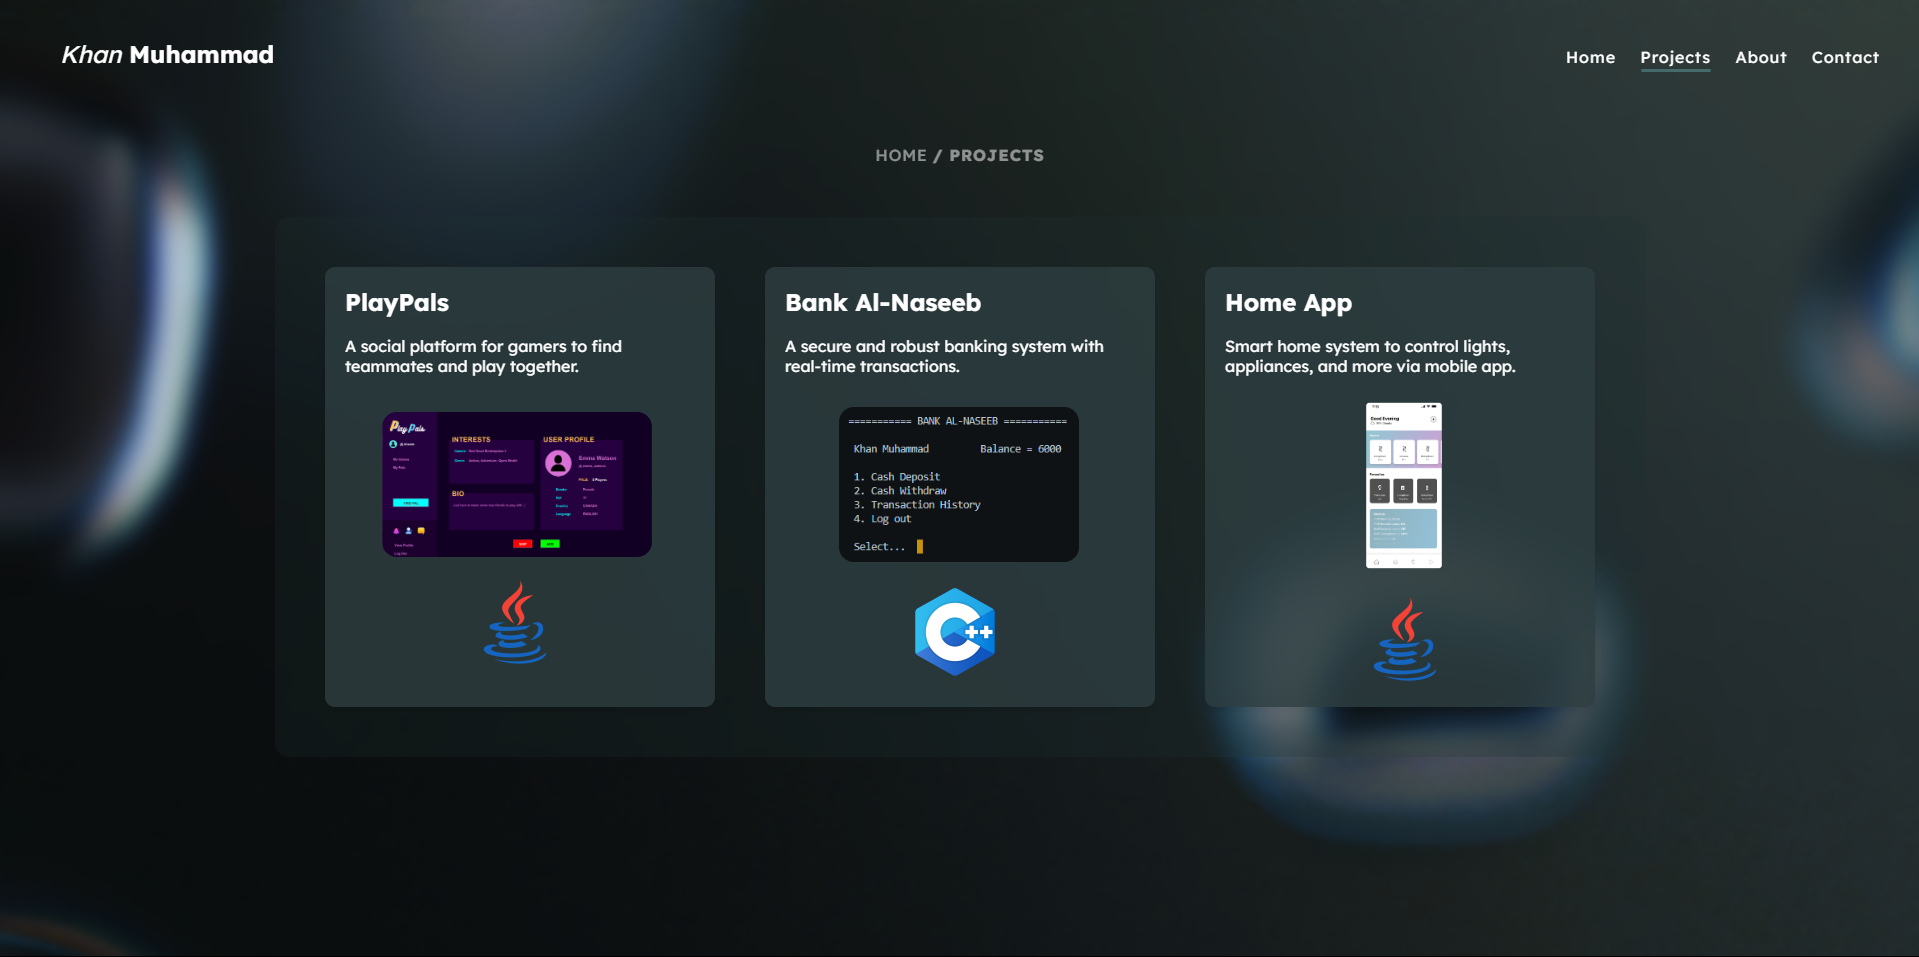 Khan Muhammad
Home Projects About Contact
HOME / PROJECTS
PlayPals
A social platform for gamers to find
teammates and play together.
Play Pals
INTERESTS
USER PROFILE
Emma Watson
BIO
Bank Al-Naseeb
A secure and robust banking system with
real-time transactions.
=========== BANK AL-NASEEB ===========
Khan Muhammad Balance = 6000
1. Cash Deposit
2. Cash Withdraw
3. Transaction History
4. Log out
Select...
C++
Home App
Smart home system to control lights,
appliances, and more via mobile app.
Good Evening